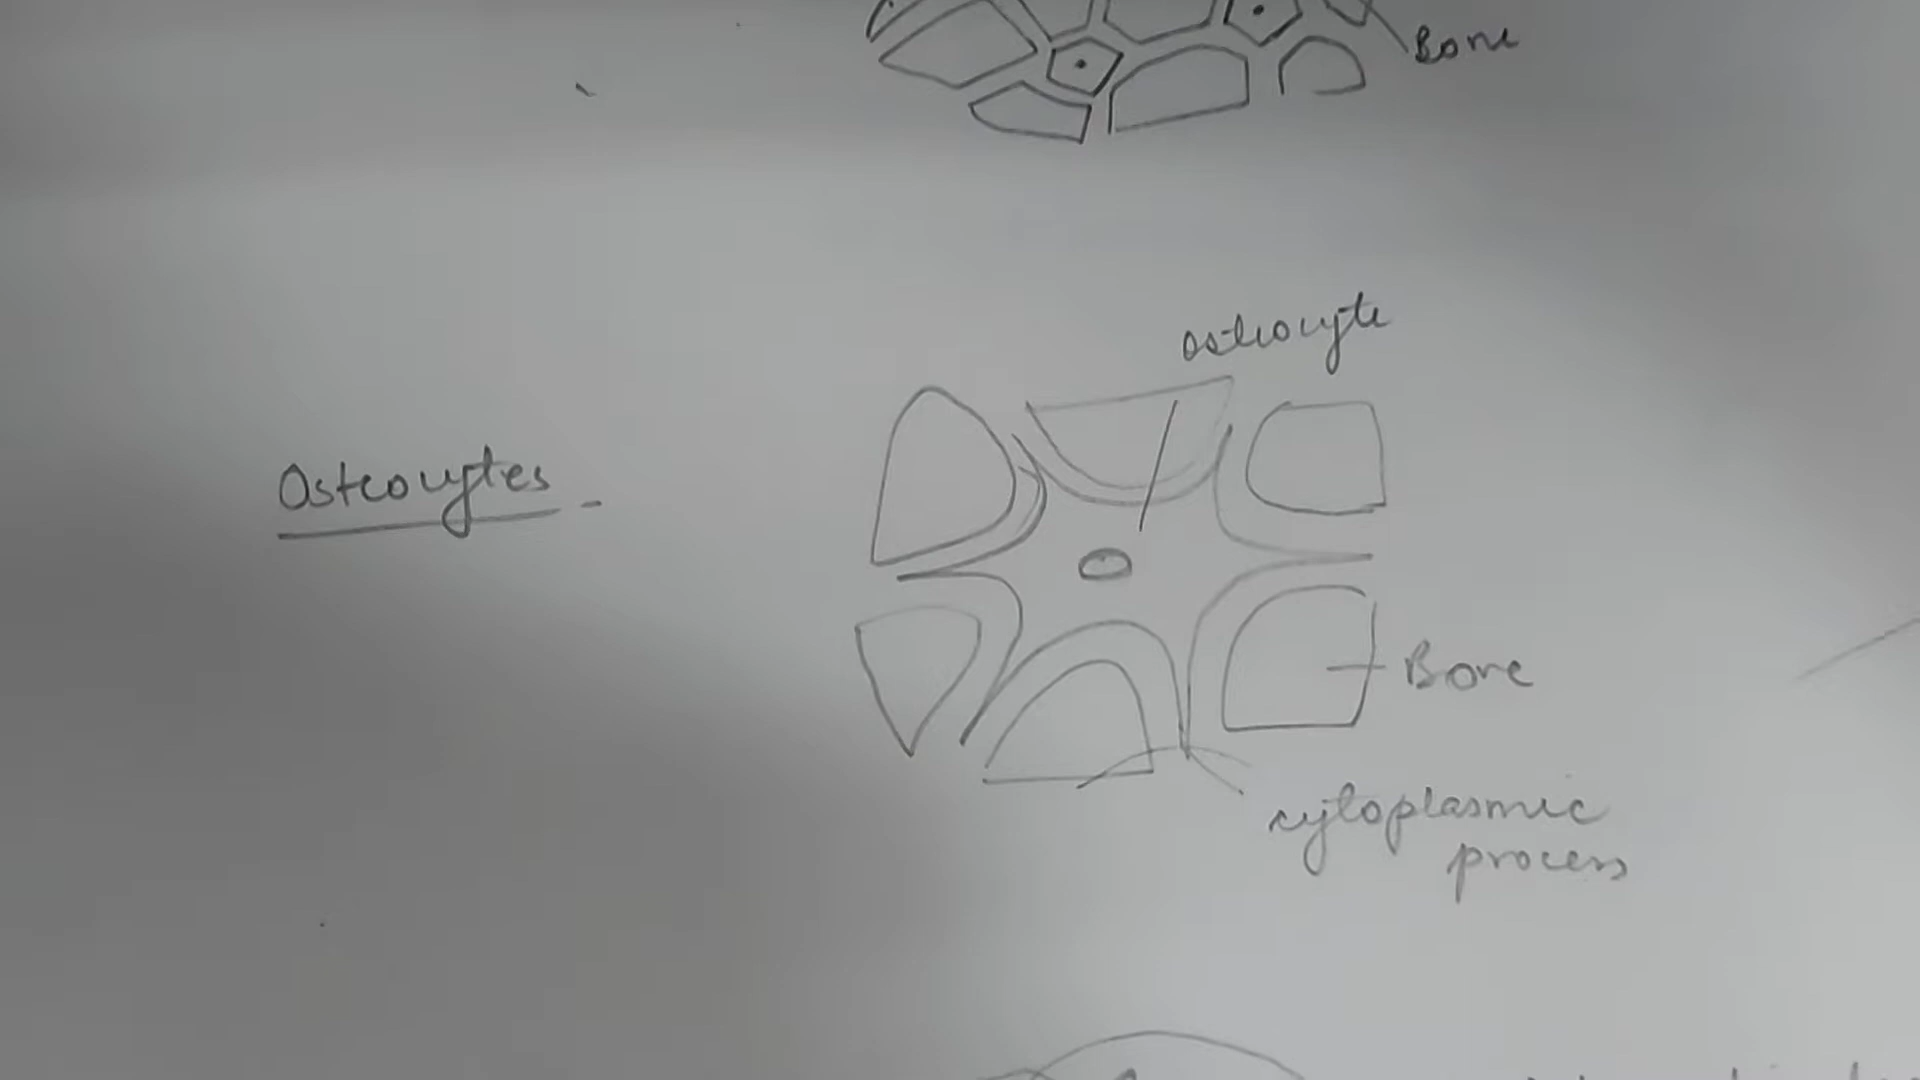 Bone
osteocyte
Osteocytes -
Bone
cytoplasmic
process